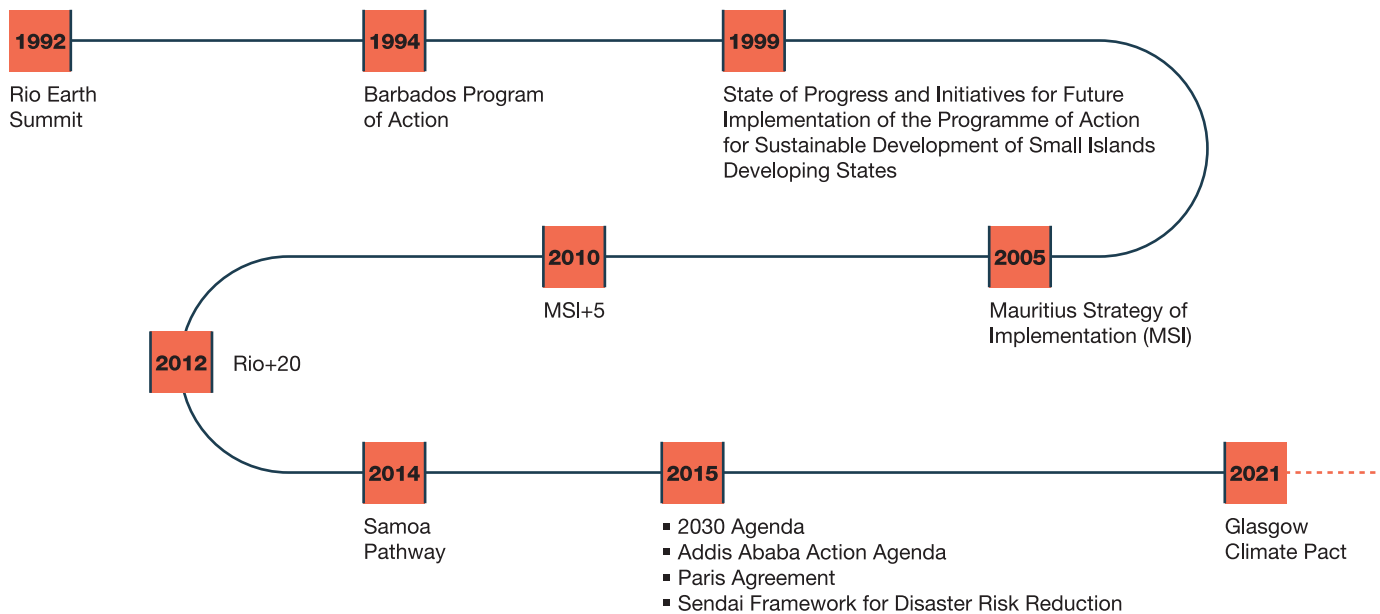 1992
Rio Earth
Summit
1994
Barbados Program
of Action
1999
State of Progress and Initiatives for Future
Implementation of the Programme of Action
for Sustainable Development of Small Islands
Developing States
2005
Mauritius Strategy of
Implementation (MSI)
2010
MSI+5
2012
Rio+20
2014
Samoa
Pathway
2015
▪ 2030 Agenda
▪ Addis Ababa Action Agenda
▪ Paris Agreement
▪ Sendai Framework for Disaster Risk Reduction
2021
Glasgow
Climate Pact